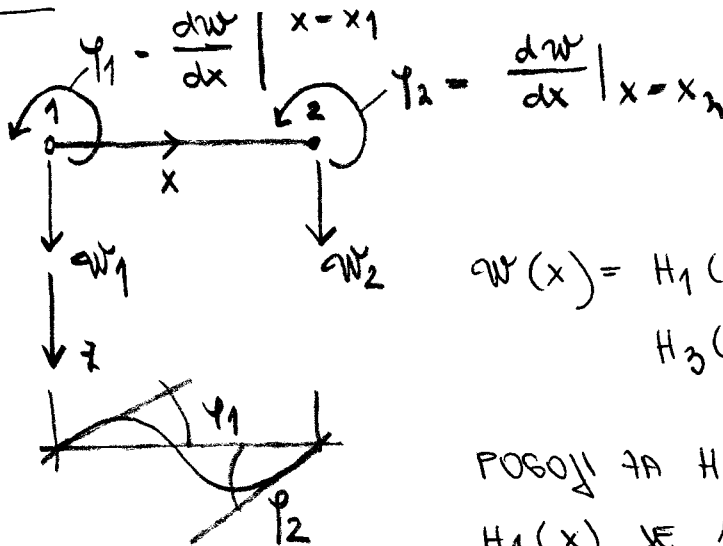 φ1 = dw/dx | x = x1
φ2 = dw/dx | x = x2
1 2
x
w1 w2
z
w(x) = H1(
H3(
φ1
φ2
POGOJI ZA H
H1(x) JE